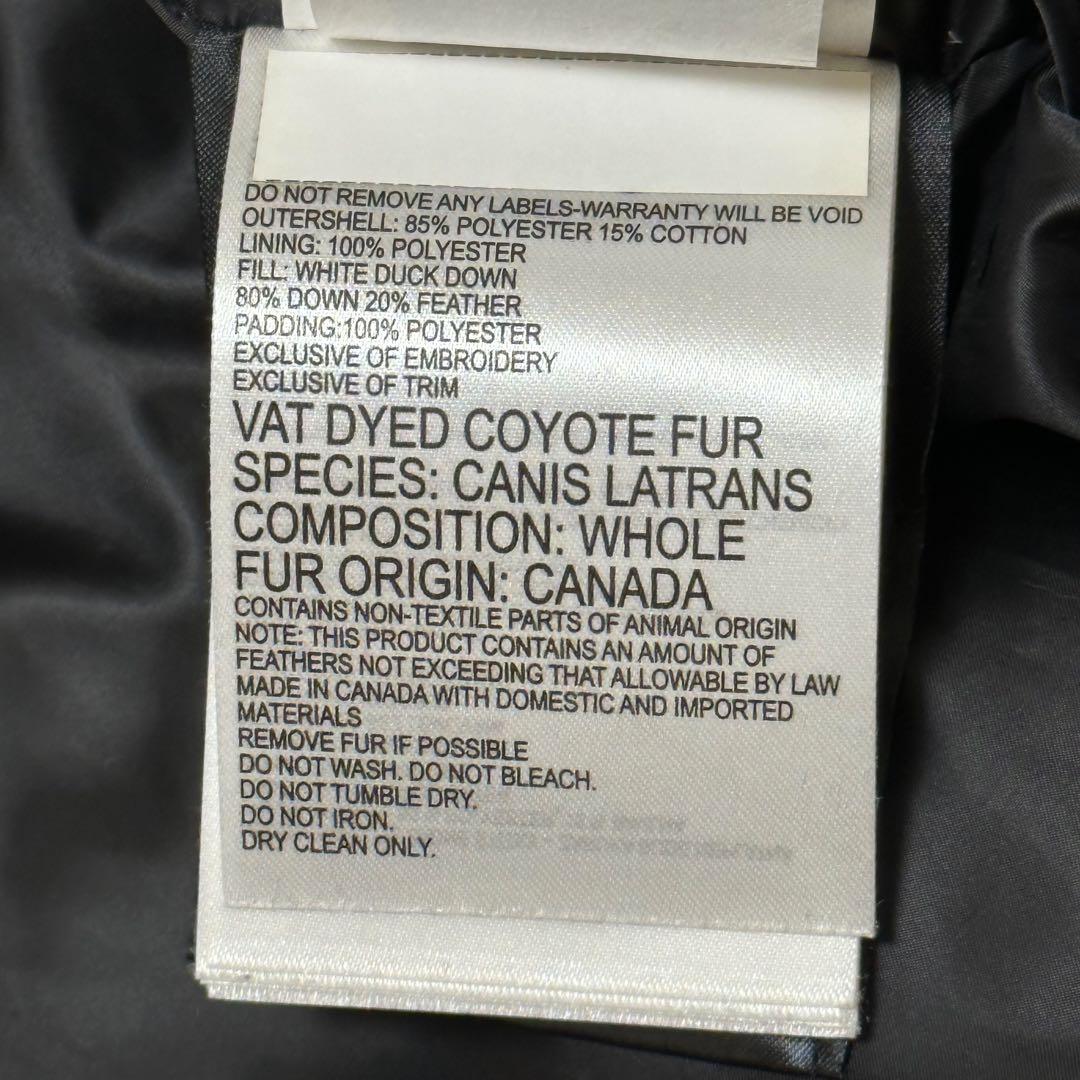 DO NOT REMOVE ANY LABELS-WARRANTY WILL BE VOID
OUTERSHELL: 85% POLYESTER 15% COTTON
LINING: 100% POLYESTER
FILL: WHITE DUCK DOWN
80% DOWN 20% FEATHER
PADDING:100% POLYESTER
EXCLUSIVE OF EMBROIDERY
EXCLUSIVE OF TRIM
VAT DYED COYOTE FUR
SPECIES: CANIS LATRANS
COMPOSITION: WHOLE
FUR ORIGIN: CANADA
CONTAINS NON-TEXTILE PARTS OF ANIMAL ORIGIN
NOTE: THIS PRODUCT CONTAINS AN AMOUNT OF
FEATHERS NOT EXCEEDING THAT ALLOWABLE BY LAW
MADE IN CANADA WITH DOMESTIC AND IMPORTED
MATERIALS
REMOVE FUR IF POSSIBLE
DO NOT WASH. DO NOT BLEACH.
DO NOT TUMBLE DRY.
DO NOT IRON.
DRY CLEAN ONLY.